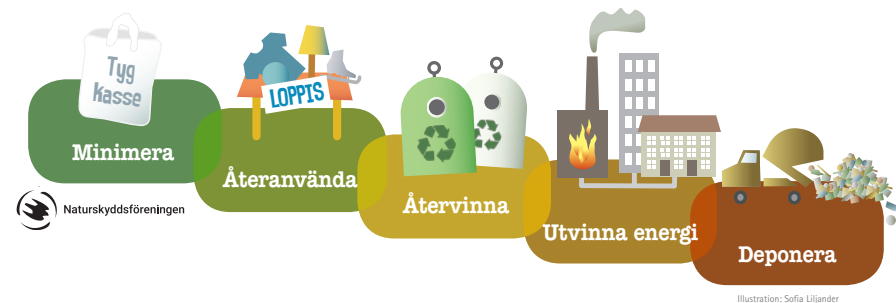 Tyg
Kasse
LOPPIS
Minimera
Återanvända
Återvinna
Utvinna energi
Deponera
Naturskyddsföreningen
Illustration: Sofia Liljander